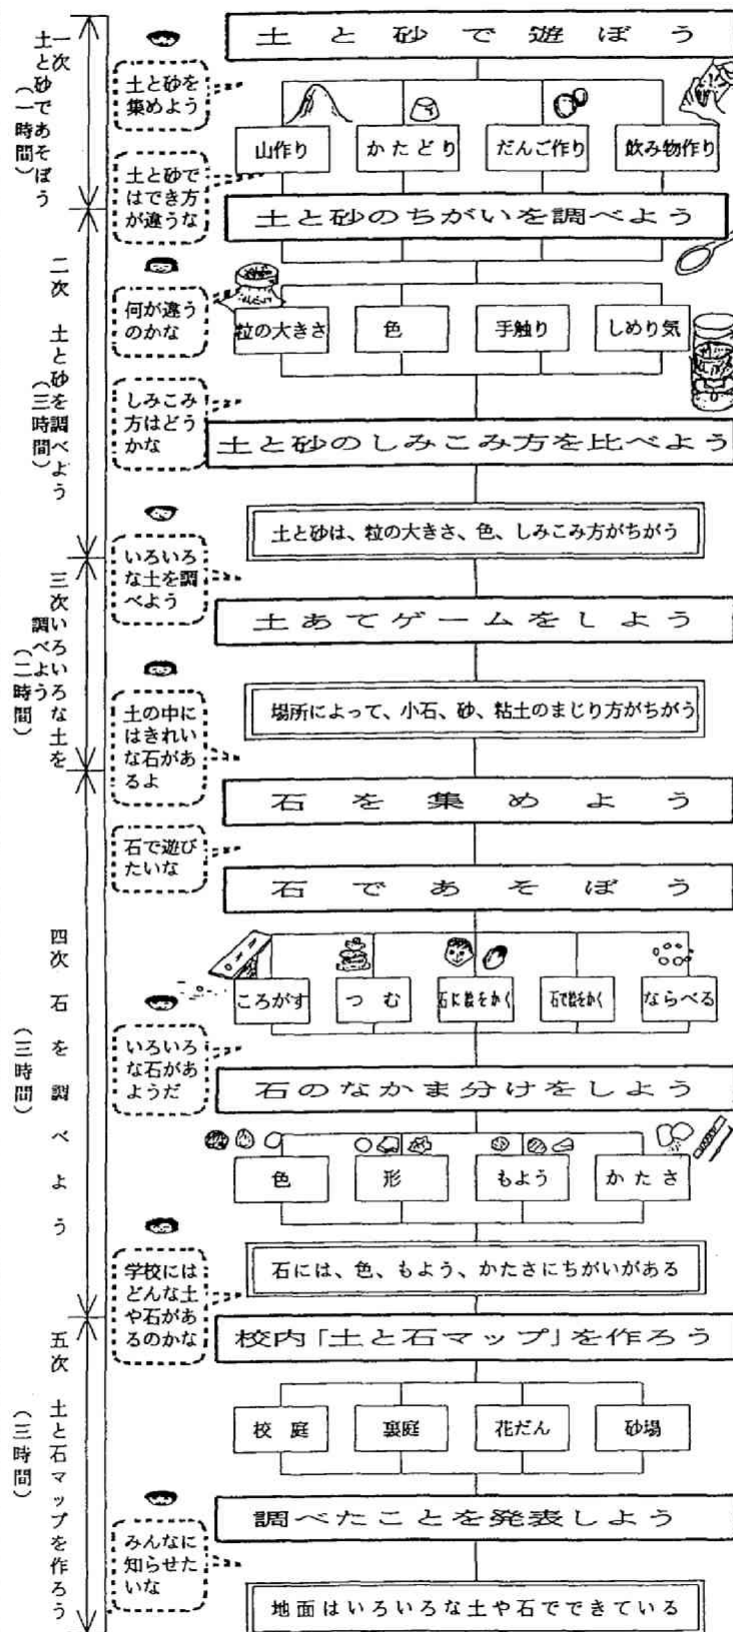 一次
土と砂であそぼう
（一時間）
土と砂で遊ぼう
土と砂を
集めよう
山作り
かたどり
だんご作り
飲み物作り
土と砂で
はでき方
が違うな
土と砂のちがいを調べよう
二次 土と砂を調べよう
（三時間）
何が違う
のかな
粒の大きさ
色
手触り
しめり気
しみこみ
方はどう
かな
土と砂のしみこみ方を比べよう
土と砂は、粒の大きさ、色、しみこみ方がちがう
三次いろいろな土を
調べよう
（二時間）
いろいろ
な土を調
べよう
土あてゲームをしよう
場所によって、小石、砂、粘土のまじり方がちがう
土の中に
はきれい
な石があ
るよ
四次 石を調べよう
（三時間）
石を集めよう
石で遊び
たいな
石であそぼう
ころがす
つむ
石に絵をかく
石で絵をかく
ならべる
いろいろ
な石があ
ようだ
石のなかま分けをしよう
色
形
もよう
かたさ
石には、色、もよう、かたさにちがいがある
学校には
どんな土
や石があ
るのかな
五次 土と石マップを作ろう
（三時間）
校内「土と石マップ」を作ろう
校庭
裏庭
花だん
砂場
調べたことを発表しよう
みんなに
知らせた
いな
地面はいろいろな土や石でできている